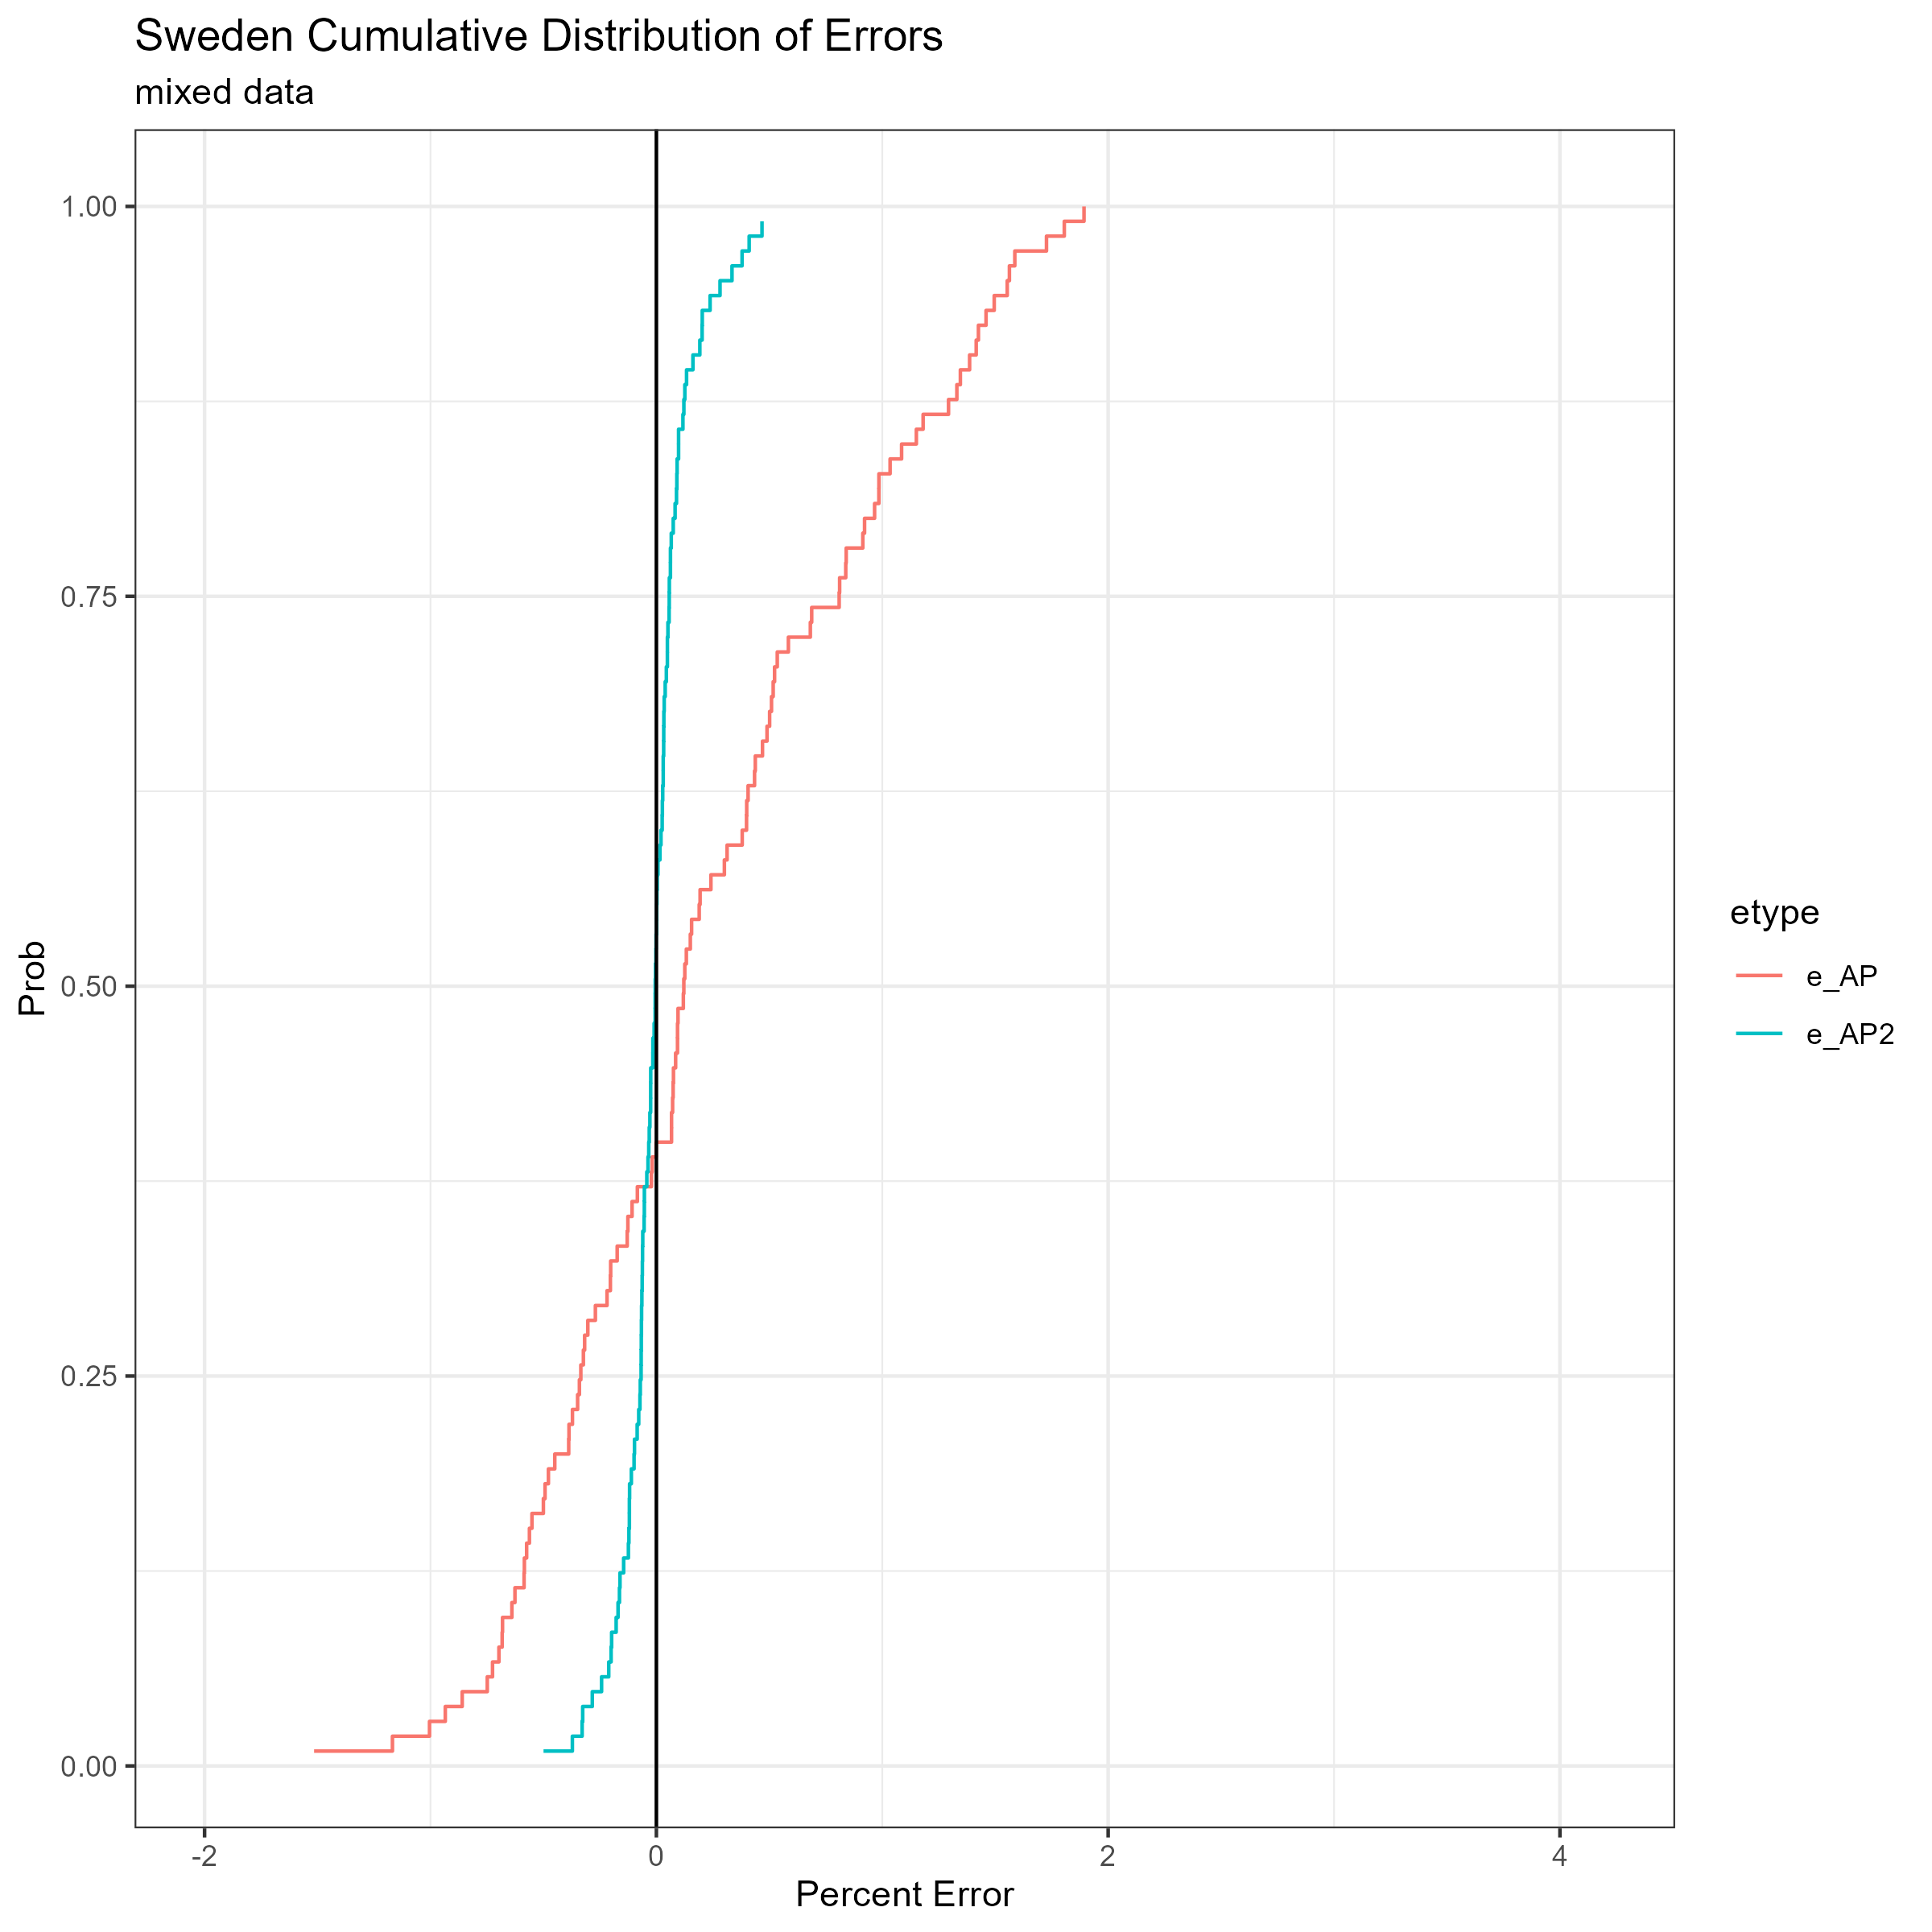 Sweden Cumulative Distribution of Errors
mixed data
1.00
0.75
0.50
0.25
0.00
Prob
-2
0
2
4
Percent Error
etype
e_AP
e_AP2